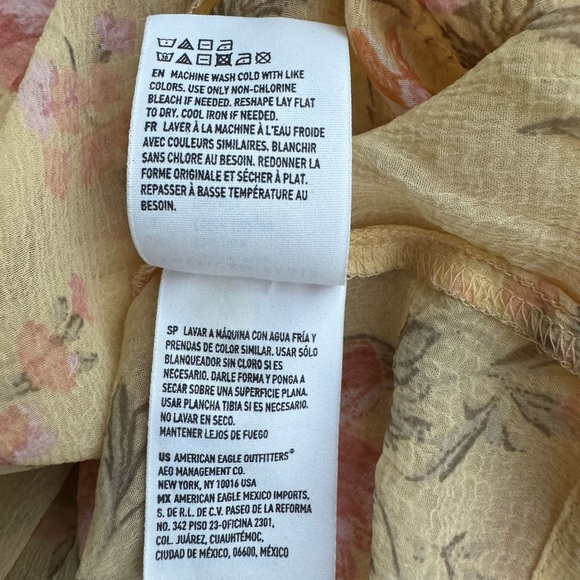 EN MACHINE WASH COLD WITH LIKE
COLORS. USE ONLY NON-CHLORINE
BLEACH IF NEEDED. RESHAPE LAY FLAT
TO DRY. COOL IRON IF NEEDED.
FR LAVER À LA MACHINE À L'EAU FROIDE
AVEC COULEURS SIMILAIRES. BLANCHIR
SANS CHLORE AU BESOIN. REDONNER LA
FORME ORIGINALE ET SÉCHER À PLAT.
REPASSER À BASSE TEMPÉRATURE AU
BESOIN.
SP LAVAR A MÁQUINA CON AGUA FRÍA Y
PRENDAS DE COLOR SIMILAR. USAR SÓLO
BLANQUEADOR SIN CLORO SI ES
NECESARIO. DARLE FORMA Y PONGA A
SECAR SOBRE UNA SUPERFICIE PLANA.
USAR PLANCHA TIBIA SI ES NECESARIO.
NO LAVAR EN SECO.
MANTENER LEJOS DE FUEGO
US AMERICAN EAGLE OUTFITTERS®
AEO MANAGEMENT CO.
NEW YORK, NY 10016 USA
MX AMERICAN EAGLE MEXICO IMPORTS,
S. DE R.L. DE C.V. PASEO DE LA REFORMA
NO. 342 PISO 23-OFICINA 2301,
COL. JUÁREZ, CUAUHTÉMOC,
CIUDAD DE MÉXICO, 06600, MÉXICO